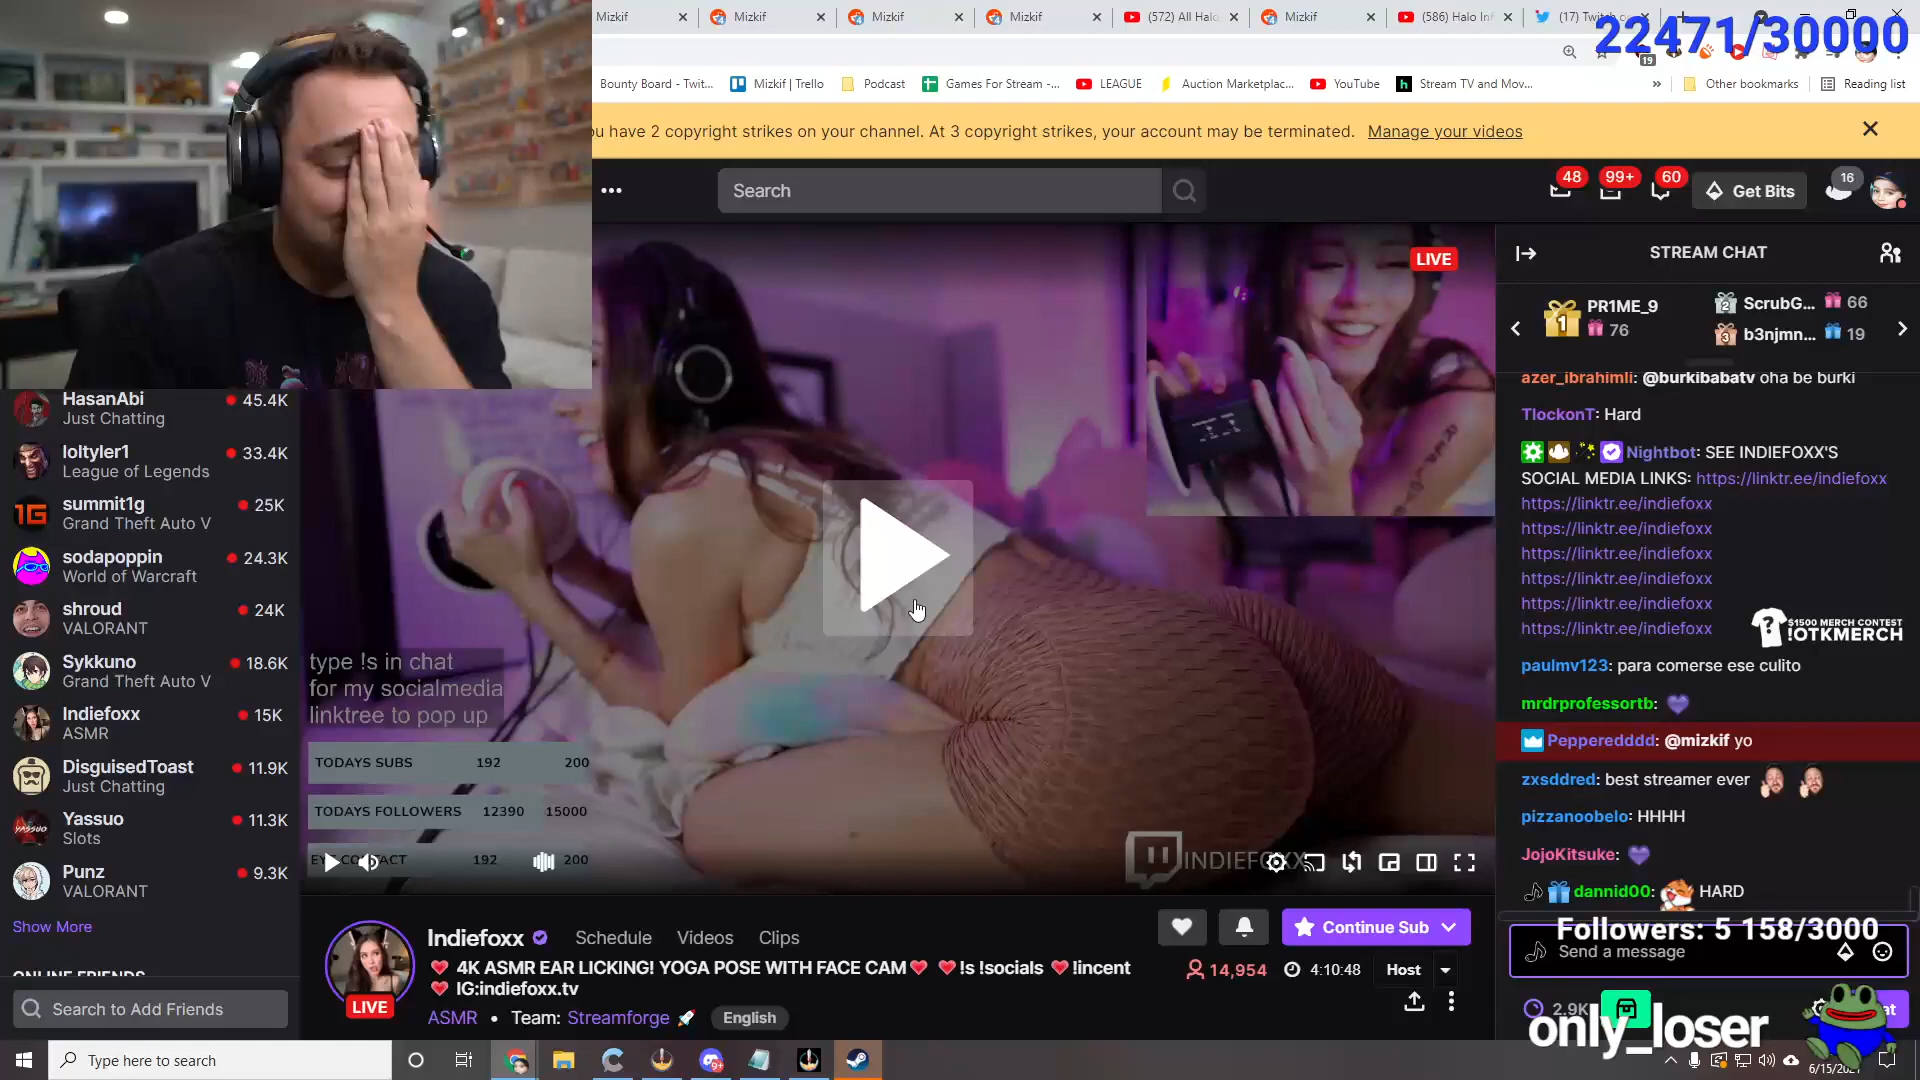 Mizkif
Mizkif
Mizkif
Mizkif
(572) All Halo
Mizkif
(586) Halo Inf
(17) Twitch o
22471/30000
19
Bounty Board - Twit...
Mizkif | Trello
Podcast
Games For Stream -...
LEAGUE
Auction Marketplac...
YouTube
Stream TV and Mov...
»
Other bookmarks
Reading list
u have 2 copyright strikes on your channel. At 3 copyright strikes, your account may be terminated. Manage your videos
Search
48
99+
60
Get Bits
16
LIVE
STREAM CHAT
1 PR1ME_9
76
2 ScrubG... 66
3 b3njmn... 19
azer_ibrahimli: @burkibabatv oha be burki
TlockonT: Hard
Nightbot: SEE INDIEFOXX'S
SOCIAL MEDIA LINKS: https://linktr.ee/indiefoxx
https://linktr.ee/indiefoxx
https://linktr.ee/indiefoxx
https://linktr.ee/indiefoxx
https://linktr.ee/indiefoxx
https://linktr.ee/indiefoxx
https://linktr.ee/indiefoxx
$1500 MERCH CONTEST
!OTKMERCH
paulmv123: para comerse ese culito
mrdrprofessortb:
Pepperedddd: @mizkif yo
zxsddred: best streamer ever
pizzanoobelo: HHHH
JojoKitsuke:
dannid00: HARD
Followers: 5 158/3000
Send a message
2.9K
only_loser
HasanAbi 45.4K
Just Chatting
loltyler1 33.4K
League of Legends
summit1g 25K
Grand Theft Auto V
sodapoppin 24.3K
World of Warcraft
shroud 24K
VALORANT
Sykkuno 18.6K
Grand Theft Auto V
Indiefoxx 15K
ASMR
DisguisedToast 11.9K
Just Chatting
Yassuo 11.3K
Slots
Punz 9.3K
VALORANT
Show More
ONLINE FRIENDS
Search to Add Friends
type !s in chat
for my socialmedia
linktree to pop up
TODAYS SUBS 192 200
TODAYS FOLLOWERS 12390 15000
EYE CONTACT 192 200
INDIEFOXX
Indiefoxx
Schedule
Videos
Clips
Continue Sub
4K ASMR EAR LICKING! YOGA POSE WITH FACE CAM !s !socials !incent
IG:indiefoxx.tv
14,954
4:10:48
Host
LIVE
ASMR • Team: Streamforge English
Type here to search